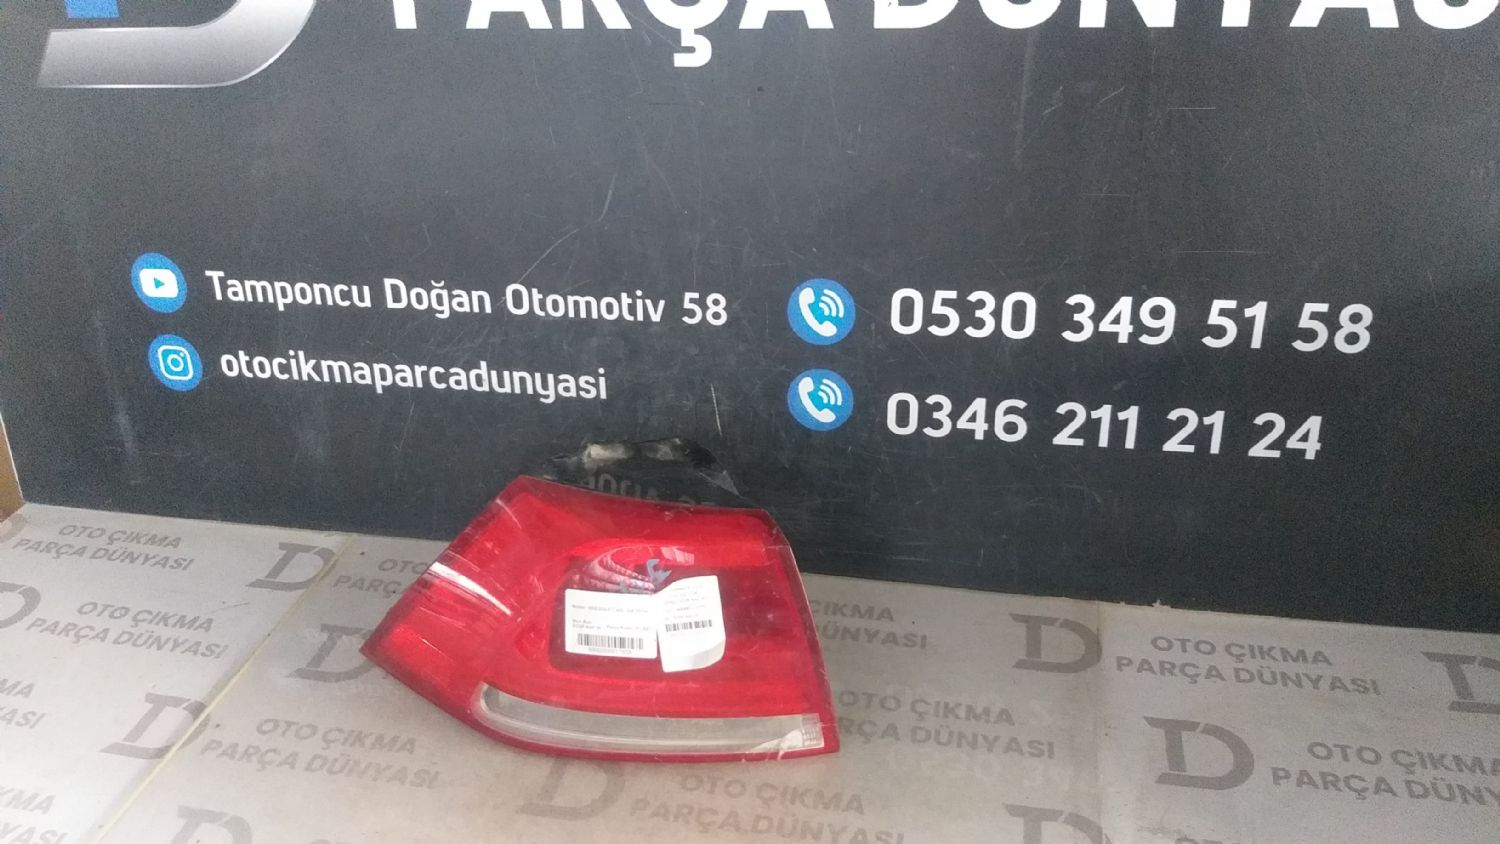 PARÇA DÜNYASI
Tamponcu Doğan Otomotiv 58
otocikmaparcadunyasi
0530 349 51 58
0346 211 21 24
OTO ÇIKMA
PARÇA DÜNYASI
OTO ÇIKMA
PARÇA DÜNYASI
OTO ÇIKMA
PARÇA DÜNYASI
OTO ÇIKMA
PARÇA DÜNYASI
OTO ÇIKMA
PARÇA DÜNYASI
OTO ÇIKMA
PARÇA DÜNYASI
OTO ÇIKMA
PARÇA DÜNYASI